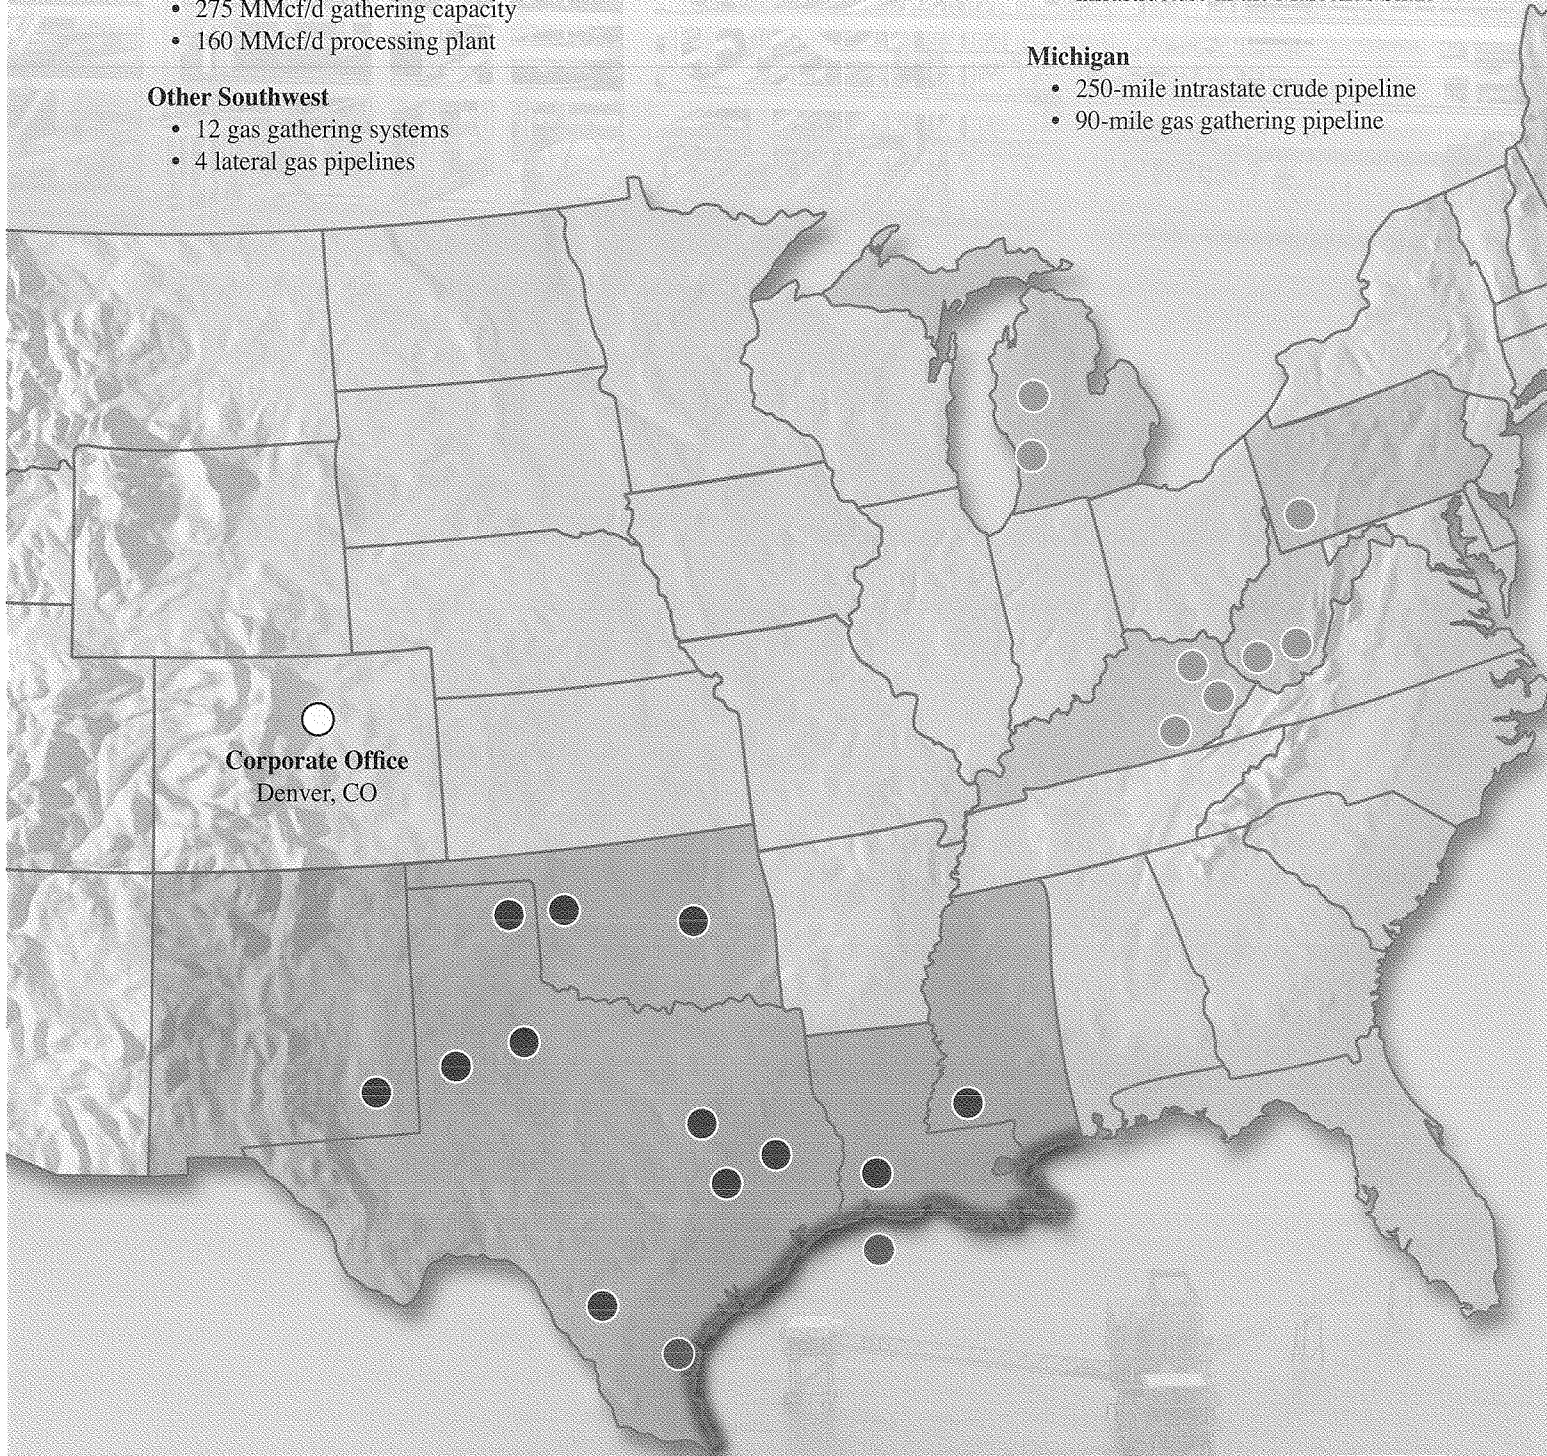 • 275 MMcf/d gathering capacity
• 160 MMcf/d processing plant
Other Southwest
• 12 gas gathering systems
• 4 lateral gas pipelines
Michigan
• 250-mile intrastate crude pipeline
• 90-mile gas gathering pipeline
Corporate Office
Denver, CO